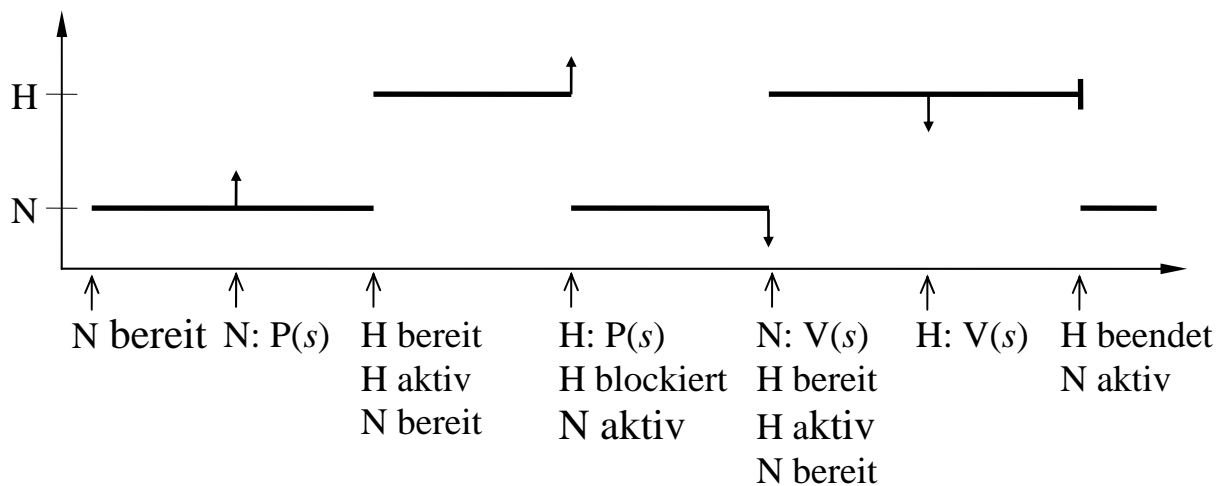 H
N
N bereit
N: P(s)
H bereit
H aktiv
N bereit
H: P(s)
H blockiert
N aktiv
N: V(s)
H bereit
H aktiv
N bereit
H: V(s)
H beendet
N aktiv